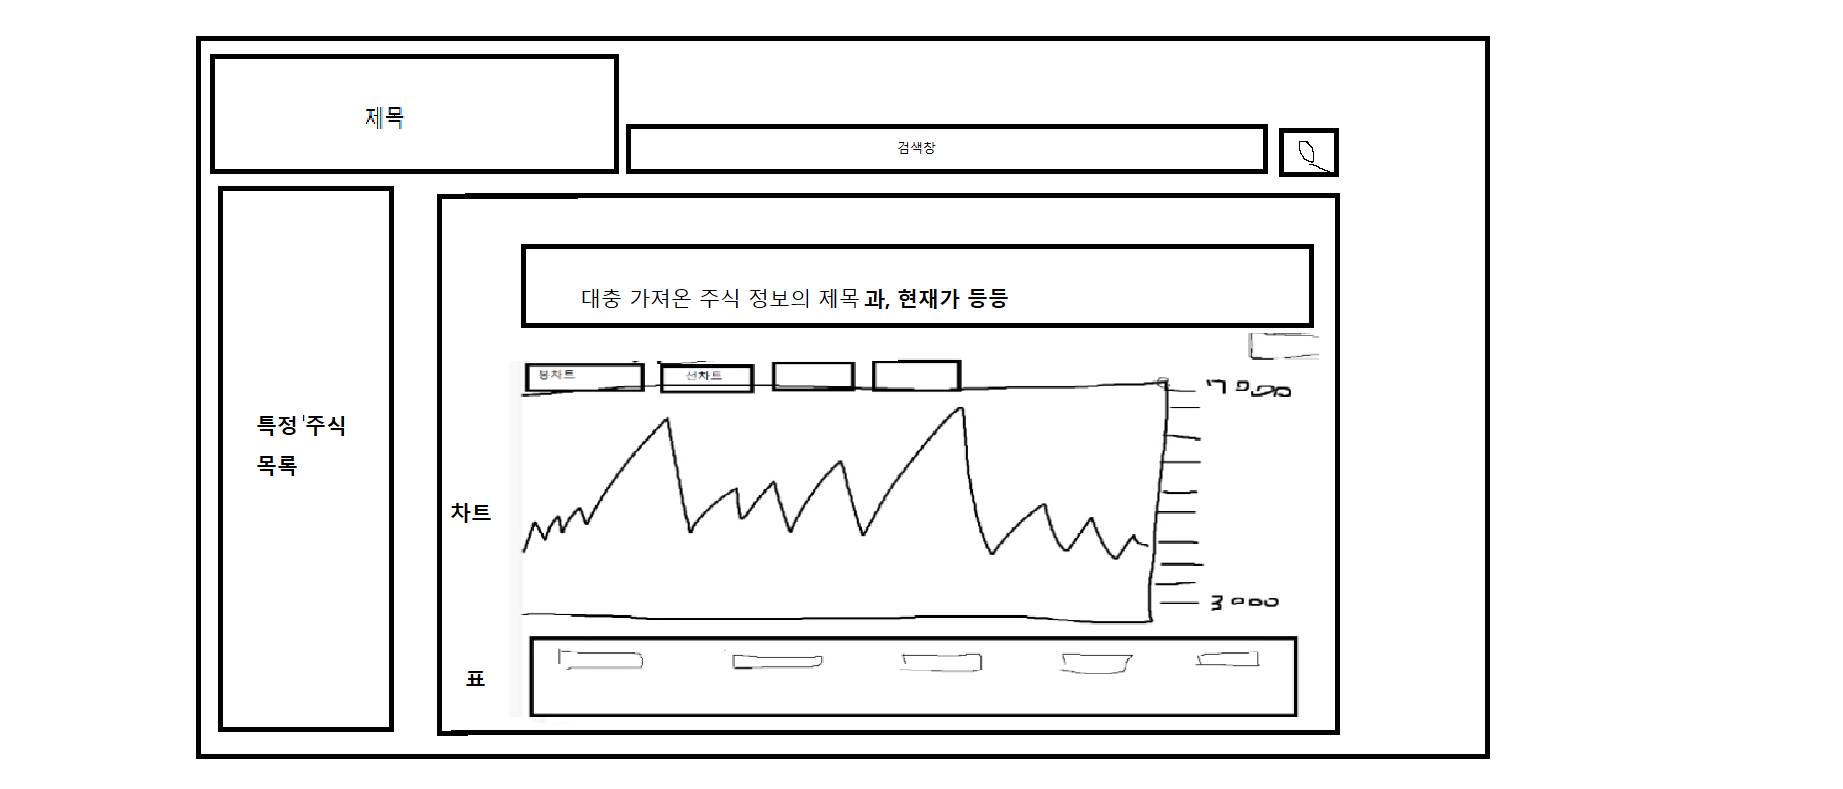 제목
검색창
대충 가져온 주식 정보의 제목 과, 현재가 등등
봉차트
선차트
특정 '주식
목록
차트
3000
표